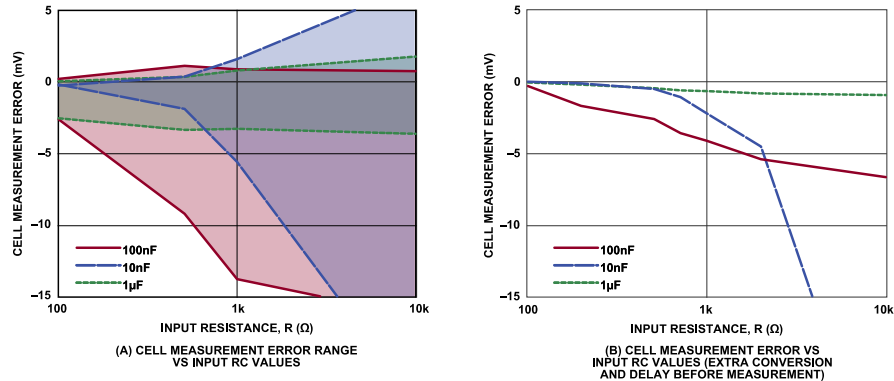 5
0
–5
–10
–15
CELL MEASUREMENT ERROR (mV)
100nF
10nF
1µF
100
1k
10k
INPUT RESISTANCE, R (Ω)
(A) CELL MEASUREMENT ERROR RANGE
VS INPUT RC VALUES
5
0
–5
–10
–15
CELL MEASUREMENT ERROR (mV)
100nF
10nF
1µF
100
1k
10k
INPUT RESISTANCE, R (Ω)
(B) CELL MEASUREMENT ERROR VS
INPUT RC VALUES (EXTRA CONVERSION
AND DELAY BEFORE MEASUREMENT)